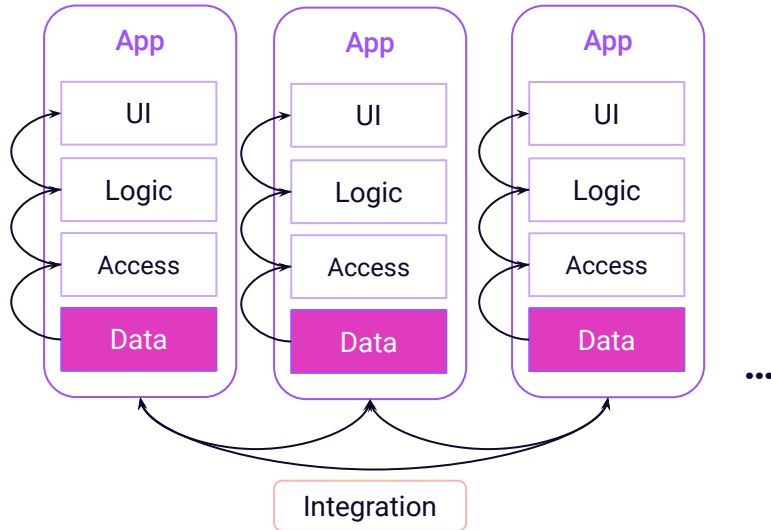 App
UI
Logic
Access
Data
App
UI
Logic
Access
Data
App
UI
Logic
Access
Data
...
Integration